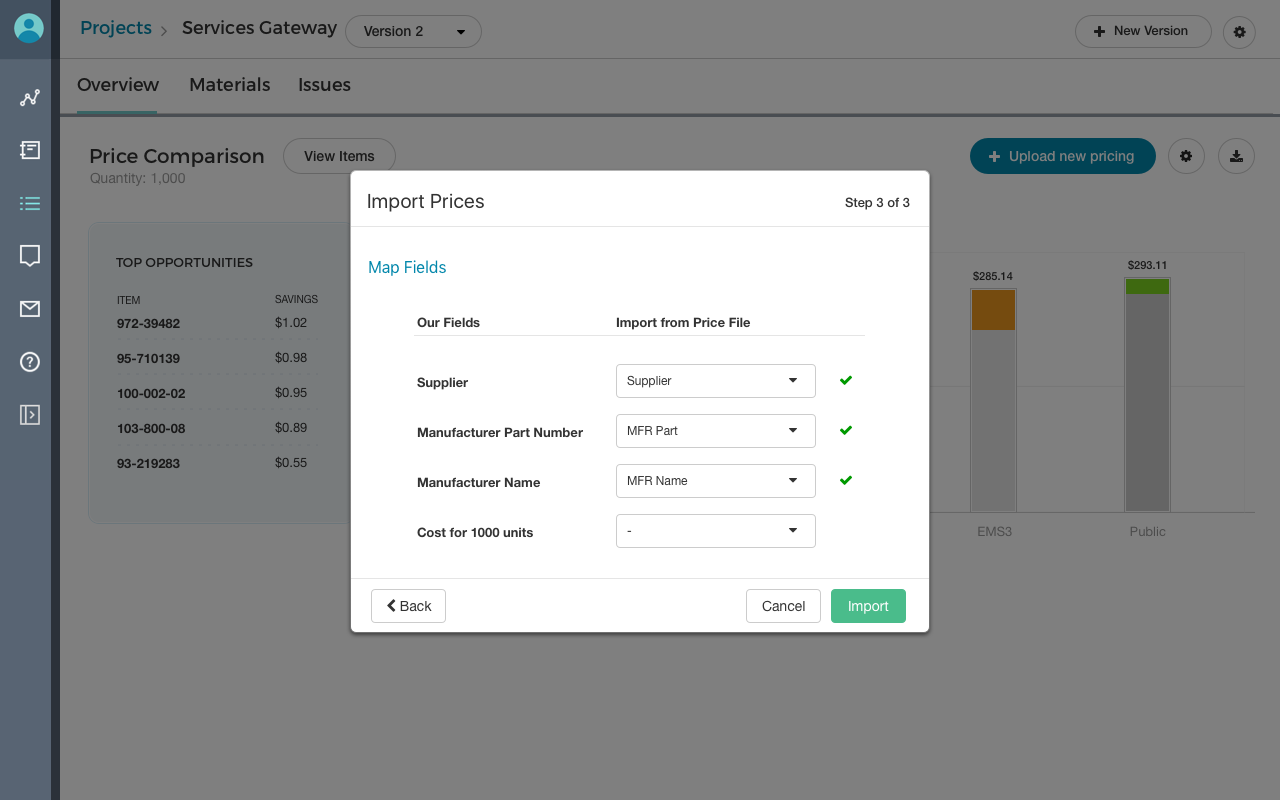 Projects > Services Gateway Version 2 + New Version
Overview Materials Issues
Price Comparison View Items + Upload new pricing
Quantity: 1,000
Import Prices Step 3 of 3
Map Fields
Our Fields Import from Price File
Supplier Supplier
Manufacturer Part Number MFR Part
Manufacturer Name MFR Name
Cost for 1000 units -
Back Cancel Import
TOP OPPORTUNITIES
ITEM SAVINGS
972-39482 $1.02
95-710139 $0.98
100-002-02 $0.95
103-800-08 $0.89
93-219283 $0.55
$285.14 $293.11
EMS3 Public